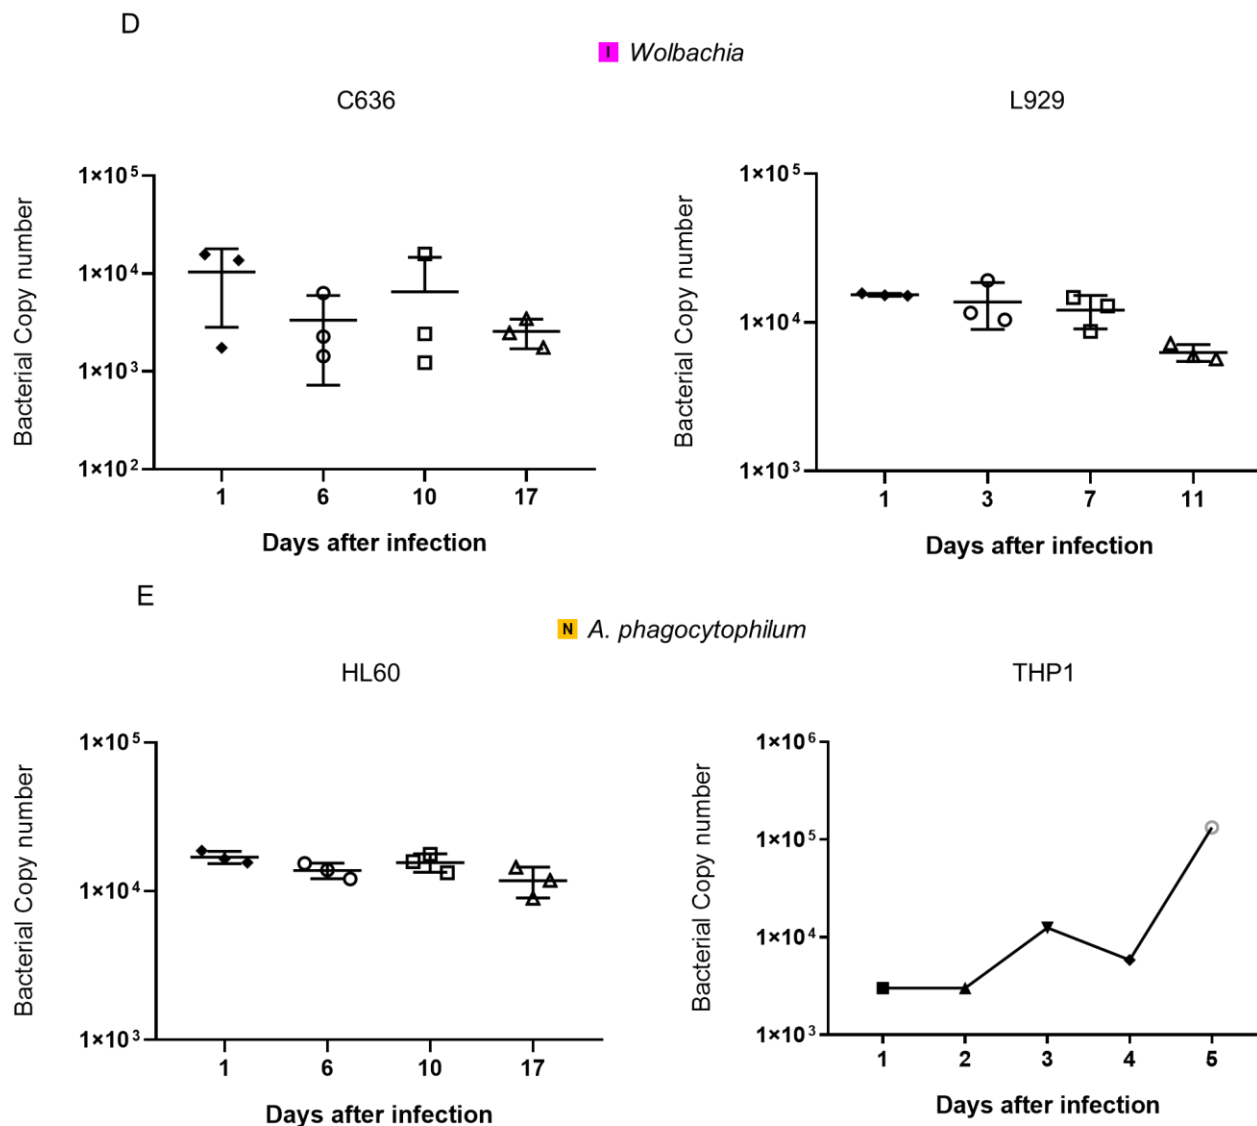 D
I Wolbachia
C636
L929
Bacterial Copy number
1×10⁵
1×10⁴
1×10³
1×10²
1 6 10 17
Days after infection
Bacterial Copy number
1×10⁵
1×10⁴
1×10³
1 3 7 11
Days after infection
E
N A. phagocytophilum
HL60
THP1
Bacterial Copy number
1×10⁵
1×10⁴
1×10³
1 6 10 17
Days after infection
Bacterial Copy number
1×10⁶
1×10⁵
1×10⁴
1×10³
1 2 3 4 5
Days after infection